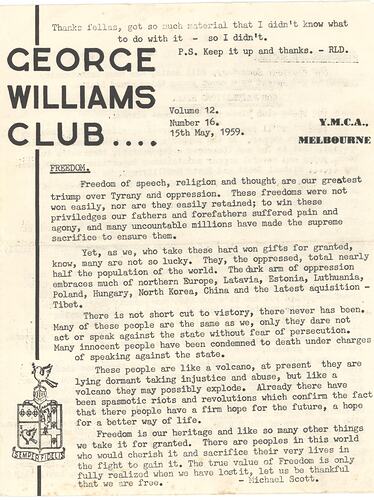 Thanks fellas, got so much material that I didn't know what
to do with it - so I didn't.
P.S. Keep it up and thanks. - RLD.
GEORGE
WILLIAMS
CLUB....
Volume 12.
Number 16.
15th May, 1959.
Y.M.C.A.,
MELBOURNE
FREEDOM.
Freedom of speech, religion and thought are our greatest
triump over Tyrany and oppression. These freedoms were not
won easily, nor are they easily retained; to win these
priviledges our fathers and forefathers suffered pain and
agony, and many uncountable millions have made the supreme
sacrifice to ensure them.
Yet, as we, who take these hard won gifts for granted,
know, many are not so lucky. They, the oppressed, total nearly
half the population of the world. The dark arm of oppression
embraces much of northern Europe, Latavia, Estonia, Luthuania,
Poland, Hungary, North Korea, China and the latest aquisition -
Tibet.
There is not short cut to victory, there never has been.
Many of these people are the same as we, only they dare not
act or speak against the state without fear of persecution.
Many innocent people have been condemned to death under charges
of speaking against the state.
These people are like a volcano, at present they are
lying dormant taking injustice and abuse, but like a
volcano they may possibly explode. Already there have
been spamotic riots and revolutions which confirm the fact
that there people have a firm hope for the future, a hope
for a better way of life.
Freedom is our heritage and like so many other things
we take it for granted. There are peoples in this world
who would cherish it and sacrifice their very lives in
the fight to gain it. The true value of Freedom is only
fully realized when we have lost it, let us be thankful
that we are free. - Michael Scott.
SEMPER FIDELIS